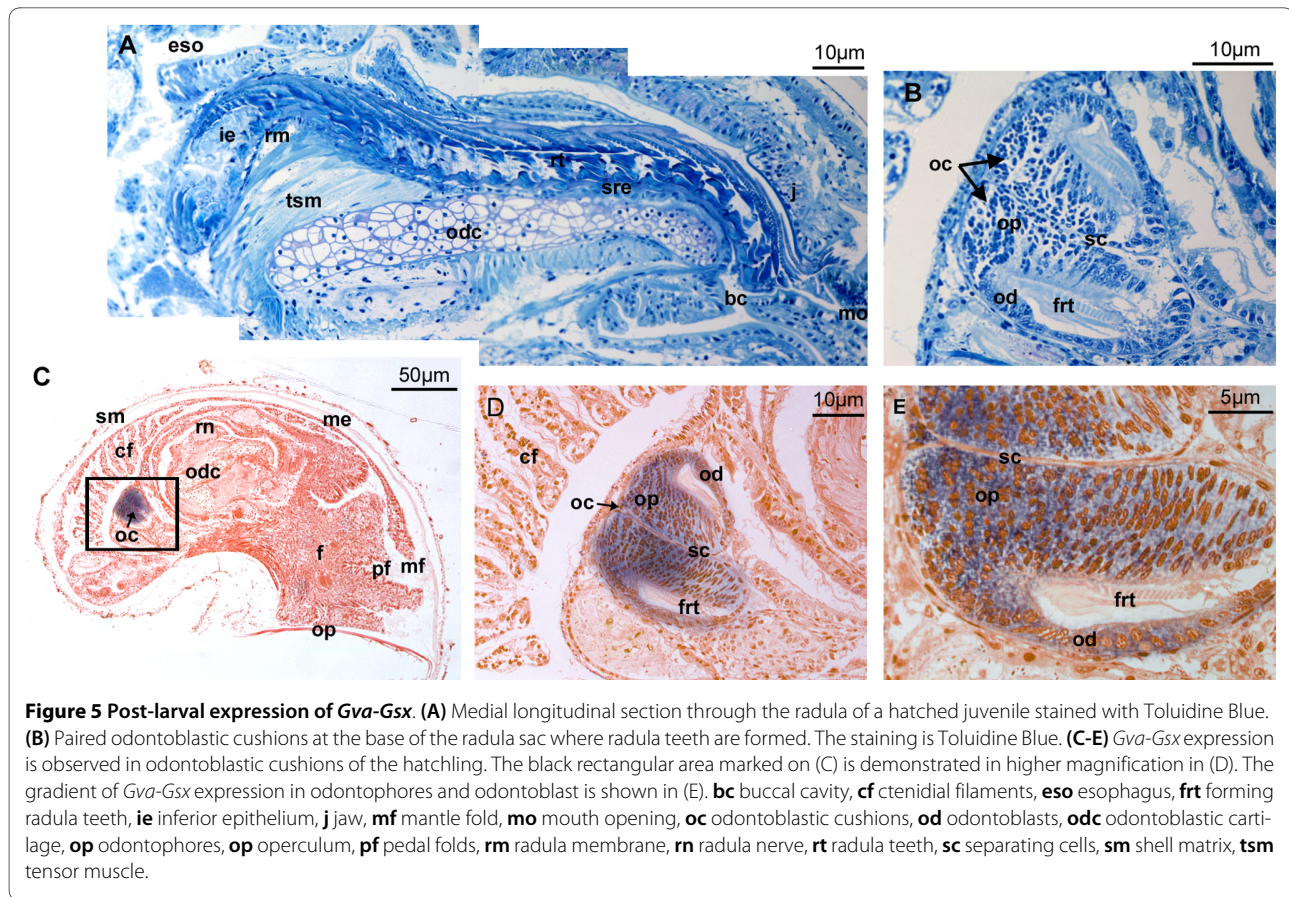 A
eso
10µm
ie
rm
rt
j
sre
tsm
odc
bc
mo
10µm
B
oc
op
sc
od
frt
C
50µm
sm
me
rn
cf
odc
oc
f
pf
mf
op
D
10µm
cf
od
op
oc
sc
frt
E
5µm
sc
op
frt
od
Figure 5 Post-larval expression of Gva-Gsx. (A) Medial longitudinal section through the radula of a hatched juvenile stained with Toluidine Blue.
(B) Paired odontoblastic cushions at the base of the radula sac where radula teeth are formed. The staining is Toluidine Blue. (C-E) Gva-Gsx expression
is observed in odontoblastic cushions of the hatchling. The black rectangular area marked on (C) is demonstrated in higher magnification in (D). The
gradient of Gva-Gsx expression in odontophores and odontoblast is shown in (E). bc buccal cavity, cf ctenidial filaments, eso esophagus, frt forming
radula teeth, ie inferior epithelium, j jaw, mf mantle fold, mo mouth opening, oc odontoblastic cushions, od odontoblasts, odc odontoblastic carti-
lage, op odontophores, op operculum, pf pedal folds, rm radula membrane, rn radula nerve, rt radula teeth, sc separating cells, sm shell matrix, tsm
tensor muscle.